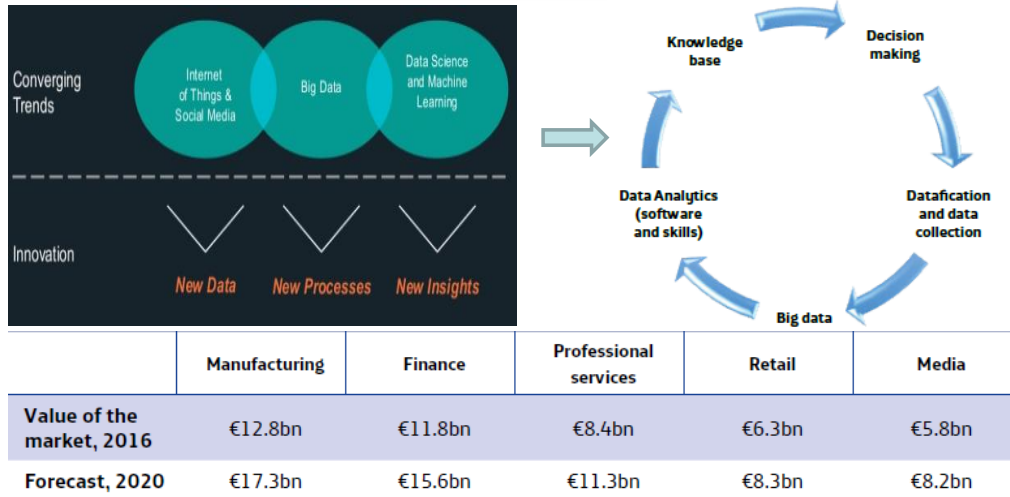 Converging
Trends
Internet
of Things &
Social Media
Big Data
Data Science
and Machine
Learning
Innovation
New Data
New Processes
New Insights
Knowledge
base
Decision
making
Datafication
and data
collection
Big data
Data Analytics
(software
and skills)
Manufacturing
Finance
Professional
services
Retail
Media
Value of the
market, 2016
€12.8bn
€11.8bn
€8.4bn
€6.3bn
€5.8bn
Forecast, 2020
€17.3bn
€15.6bn
€11.3bn
€8.3bn
€8.2bn